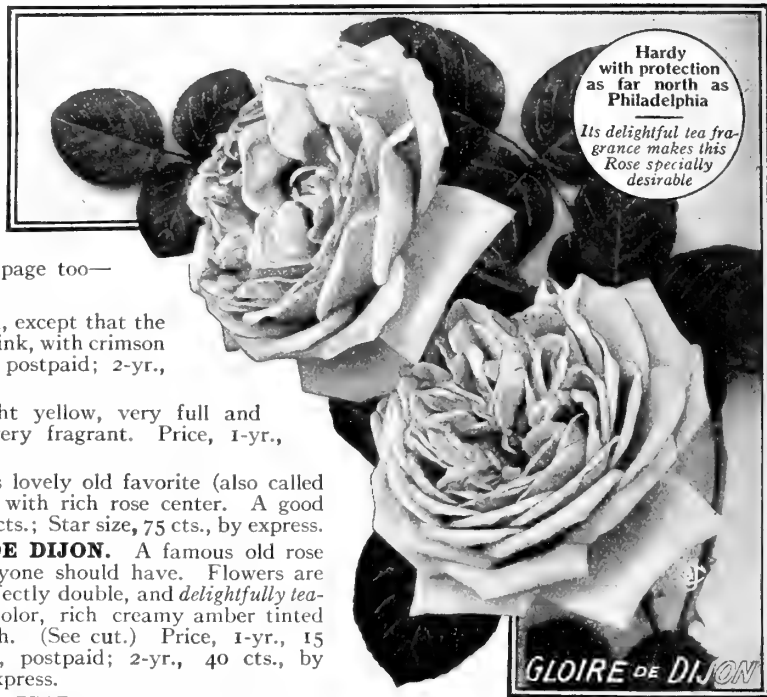 Hardy
with protection
as far north as
Philadelphia
Its delightful tea fra-
grance makes this
Rose specially
desirable
page too—
, except that the
ink, with crimson
postpaid; 2-yr.,
ht yellow, very full and
ery fragrant. Price, 1-yr.,
s lovely old favorite (also called
with rich rose center. A good
cts.; Star size, 75 cts., by express.
DE DIJON. A famous old rose
yone should have. Flowers are
fectly double, and delightfully tea-
olor, rich creamy amber tinted
h. (See cut.) Price, 1-yr., 15
, postpaid; 2-yr., 40 cts., by
xpress.
GLOIRE DE DIJON